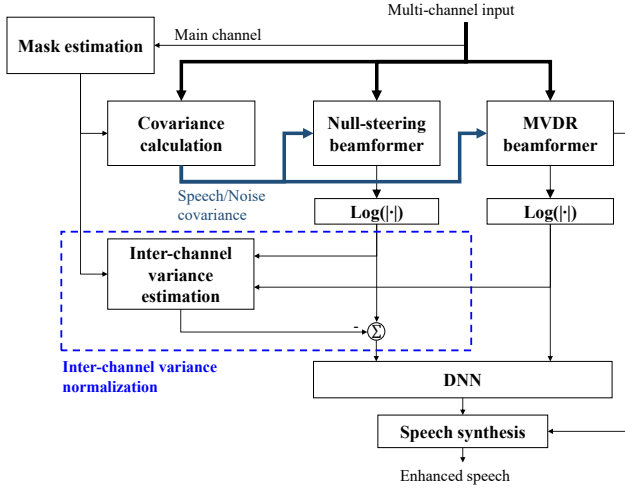 Multi-channel input
Main channel
Mask estimation
Covariance
calculation
Null-steering
beamformer
MVDR
beamformer
Speech/Noise
covariance
Log(|·|)
Log(|·|)
Inter-channel
variance
estimation
-
Σ
Inter-channel variance
normalization
DNN
Speech synthesis
Enhanced speech